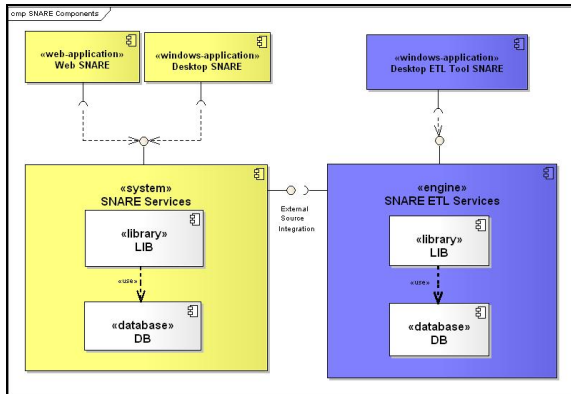 cmp SNARE Components
«web-application»
Web SNARE
«windows-application»
Desktop SNARE
«windows-application»
Desktop ETL Tool SNARE
«system»
SNARE Services
«library»
LIB
«use»
«database»
DB
External
Source
Integration
«engine»
SNARE ETL Services
«library»
LIB
«use»
«database»
DB